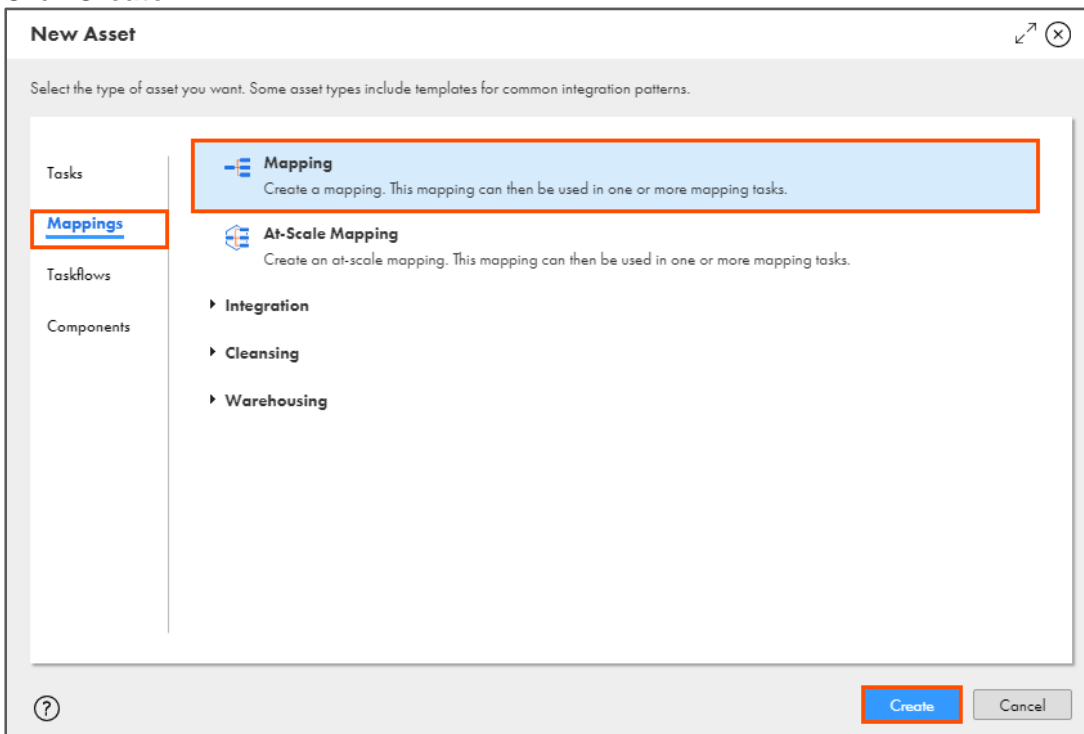 New Asset
Select the type of asset you want. Some asset types include templates for common integration patterns.
Tasks
Mappings
Taskflows
Components
Mapping
Create a mapping. This mapping can then be used in one or more mapping tasks.
At-Scale Mapping
Create an at-scale mapping. This mapping can then be used in one or more mapping tasks.
Integration
Cleansing
Warehousing
?
Create
Cancel